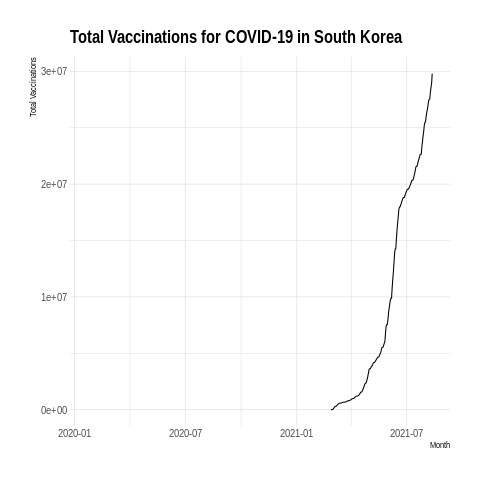 Total Vaccinations for COVID-19 in South Korea
Total Vaccinations
3e+07
2e+07
1e+07
0e+00
2020-01 2020-07 2021-01 2021-07
Month